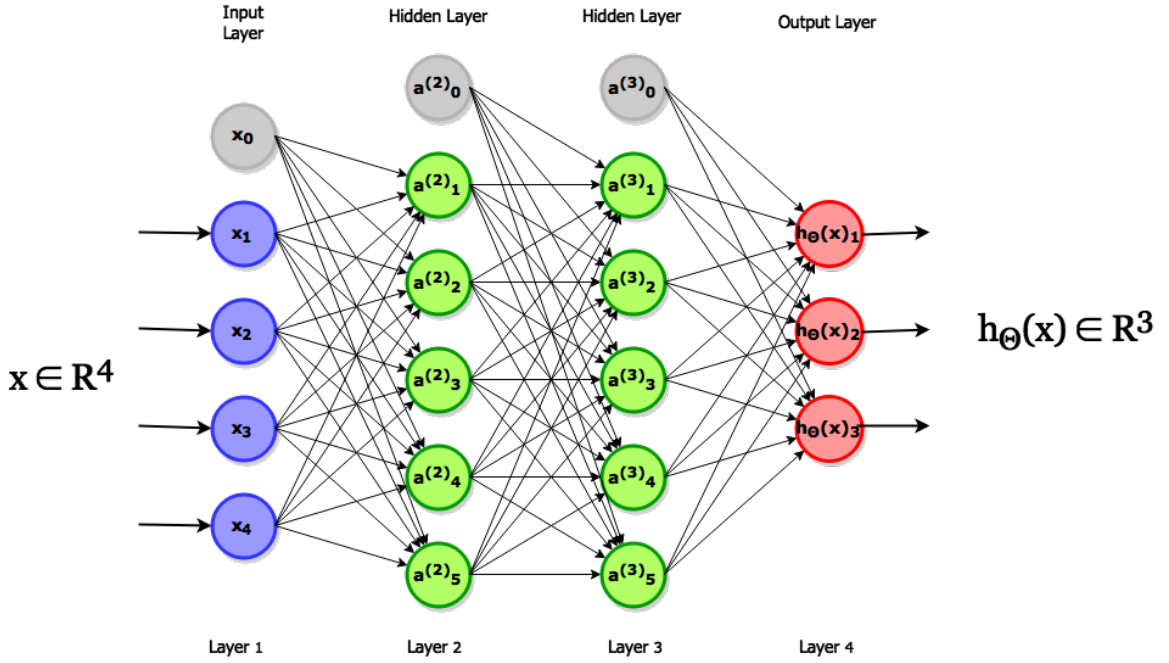 Input
Layer
Hidden Layer
Hidden Layer
Output Layer
x₀
x₁
x₂
x₃
x₄
a⁽²⁾₀
a⁽²⁾₁
a⁽²⁾₂
a⁽²⁾₃
a⁽²⁾₄
a⁽²⁾₅
a⁽³⁾₀
a⁽³⁾₁
a⁽³⁾₂
a⁽³⁾₃
a⁽³⁾₄
a⁽³⁾₅
hΘ(x)₁
hΘ(x)₂
hΘ(x)₃
x ∈ R⁴
hΘ(x) ∈ R³
Layer 1
Layer 2
Layer 3
Layer 4